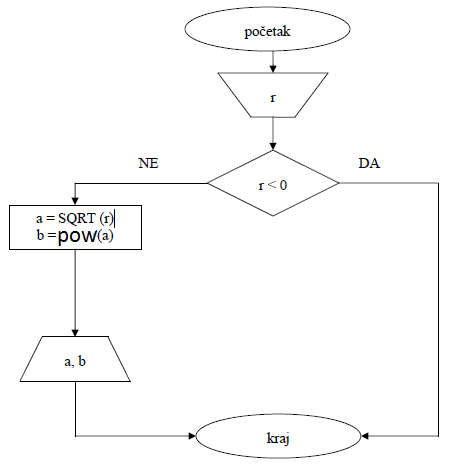 početak
r
NE
DA
r < 0
a = SQRT (r)
b =pow(a)
a, b
kraj